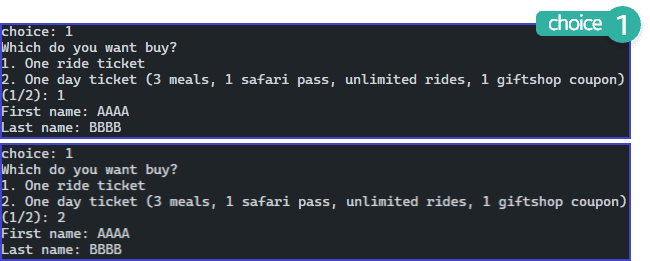 choice 1
choice: 1
Which do you want buy?
1. One ride ticket
2. One day ticket (3 meals, 1 safari pass, unlimited rides, 1 giftshop coupon)
(1/2): 1
First name: AAAA
Last name: BBBB
choice: 1
Which do you want buy?
1. One ride ticket
2. One day ticket (3 meals, 1 safari pass, unlimited rides, 1 giftshop coupon)
(1/2): 2
First name: AAAA
Last name: BBBB